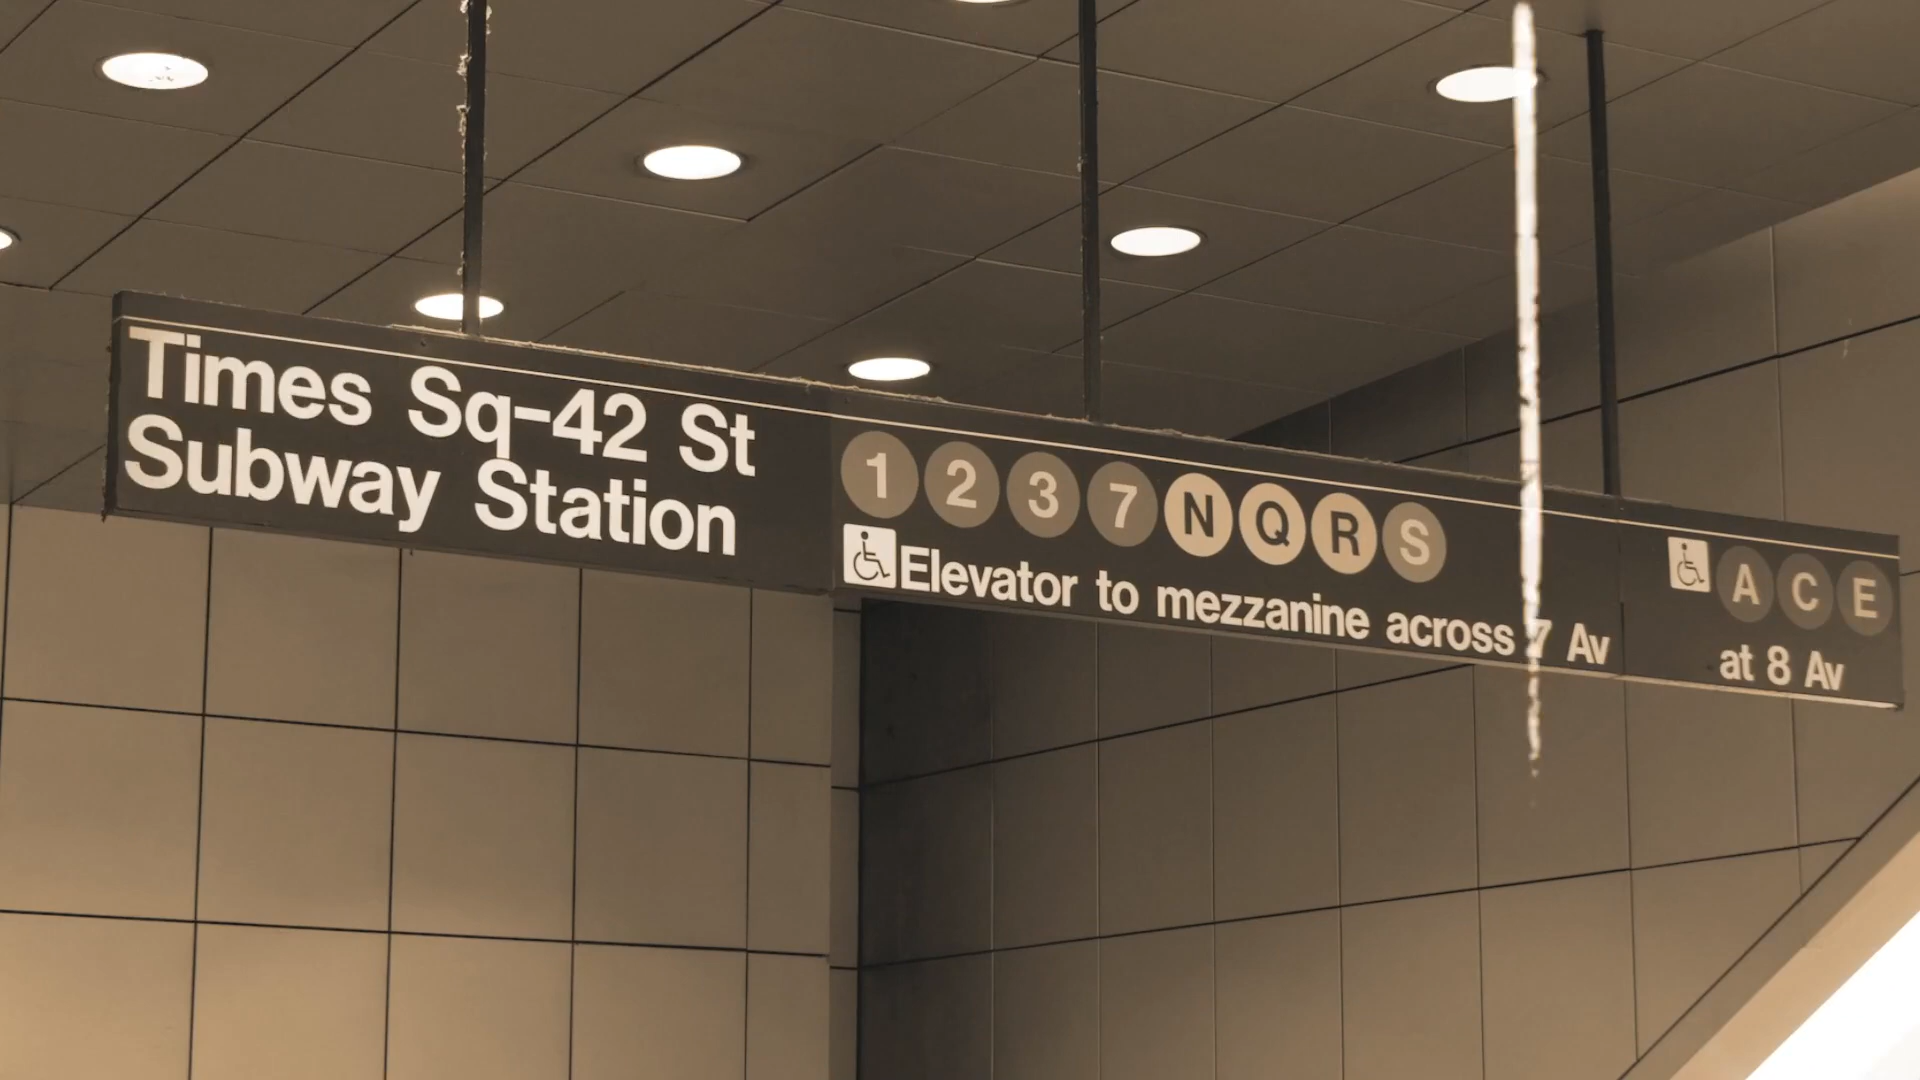 Times Sq-42 St
Subway Station
1 2 3 7 N Q R S
Elevator to mezzanine across 7 Av
A C E
at 8 Av